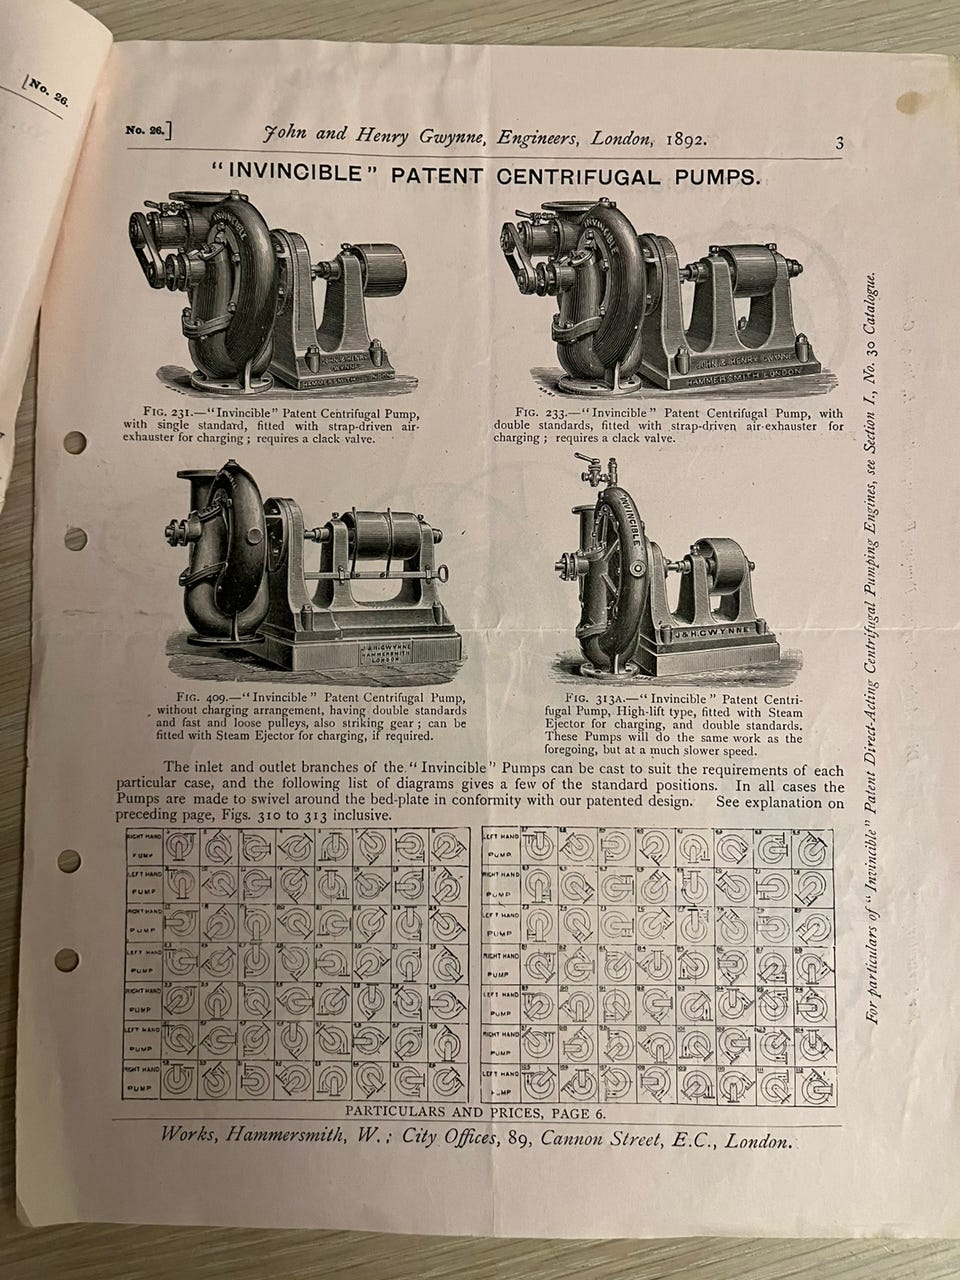 [No. 26.
No. 26.]
John and Henry Gwynne, Engineers, London, 1892.
3
“INVINCIBLE” PATENT CENTRIFUGAL PUMPS.
INVINCIBLE
JOHN & HENRY
GWYNNE
HAMMERSMITH LONDON
INVINCIBLE
JOHN & HENRY GWYNNE
HAMMERSMITH LONDON
FIG. 231.—“Invincible” Patent Centrifugal Pump,
with single standard, fitted with strap-driven air-
exhauster for charging ; requires a clack valve.
FIG. 233.—“Invincible” Patent Centrifugal Pump, with
double standards, fitted with strap-driven air-exhauster for
charging ; requires a clack valve.
INVINCIBLE
J & H GWYNNE
HAMMERSMITH
LONDON
INVINCIBLE
J & H. GWYNNE
FIG. 409.—“Invincible” Patent Centrifugal Pump,
without charging arrangement, having double standards
and fast and loose pulleys, also striking gear ; can be
fitted with Steam Ejector for charging, if required.
FIG. 313A.—“Invincible” Patent Centri-
fugal Pump, High-lift type, fitted with Steam
Ejector for charging, and double standards.
These Pumps will do the same work as the
foregoing, but at a much slower speed.
The inlet and outlet branches of the “Invincible” Pumps can be cast to suit the requirements of each
particular case, and the following list of diagrams gives a few of the standard positions. In all cases the
Pumps are made to swivel around the bed-plate in conformity with our patented design. See explanation on
preceding page, Figs. 310 to 313 inclusive.
RIGHT HAND
PUMP
LEFT HAND
PUMP
RIGHT HAND
PUMP
LEFT HAND
PUMP
RIGHT HAND
PUMP
LEFT HAND
PUMP
RIGHT HAND
PUMP
LEFT HAND
PUMP
RIGHT HAND
PUMP
LEFT HAND
PUMP
RIGHT HAND
PUMP
LEFT HAND
PUMP
RIGHT HAND
PUMP
LEFT HAND
PUMP
PARTICULARS AND PRICES, PAGE 6.
Works, Hammersmith, W. ; City Offices, 89, Cannon Street, E.C., London.
For particulars of “Invincible” Patent Direct-Acting Centrifugal Pumping Engines, see Section I., No. 30 Catalogue.